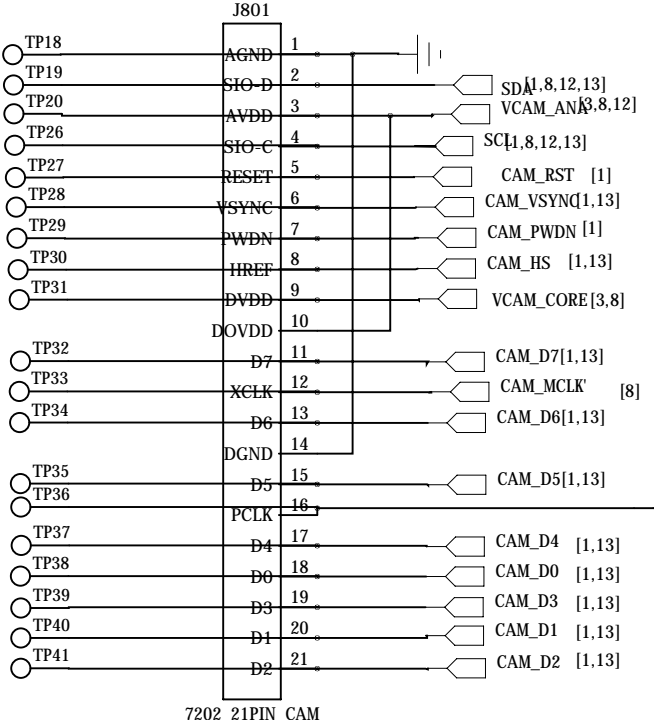 J801
TP18 AGND 1
TP19 SIO-D 2 SDA[1,8,12,13]
TP20 AVDD 3 VCAM_ANA[3,8,12]
TP26 SIO-C 4 SCL[1,8,12,13]
TP27 RESET 5 CAM_RST [1]
TP28 VSYNC 6 CAM_VSYNC[1,13]
TP29 PWDN 7 CAM_PWDN [1]
TP30 HREF 8 CAM_HS [1,13]
TP31 DVDD 9 VCAM_CORE[3,8]
DOVDD 10
TP32 D7 11 CAM_D7[1,13]
TP33 XCLK 12 CAM_MCLK' [8]
TP34 D6 13 CAM_D6[1,13]
DGND 14
TP35 D5 15 CAM_D5[1,13]
TP36 PCLK 16
TP37 D4 17 CAM_D4 [1,13]
TP38 D0 18 CAM_D0 [1,13]
TP39 D3 19 CAM_D3 [1,13]
TP40 D1 20 CAM_D1 [1,13]
TP41 D2 21 CAM_D2 [1,13]
7202 21PIN CAM